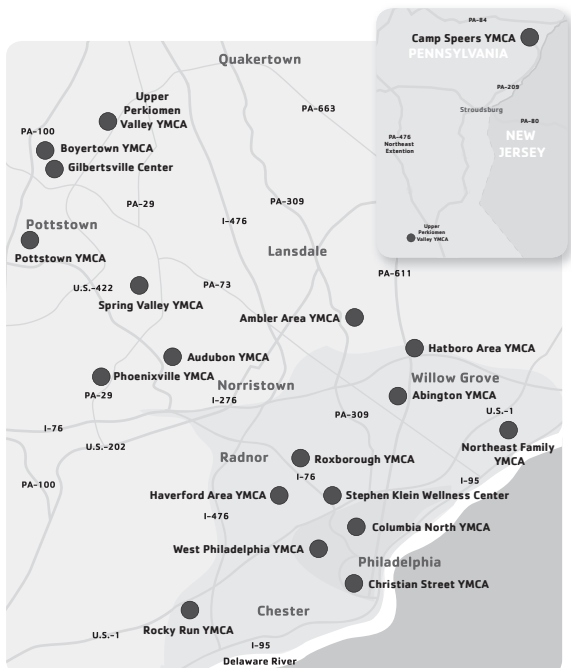 PA-84
Camp Speers YMCA
PENNSYLVANIA
PA-209
Stroudsburg
PA-80
PA-476
Northeast
Extention
NEW
JERSEY
Upper
Perkiomen
Valley YMCA
Quakertown
Upper
Perkiomen
Valley YMCA
PA-663
PA-100
Boyertown YMCA
Gilbertsville Center
PA-29
PA-309
I-476
Pottstown
Pottstown YMCA
Lansdale
PA-611
U.S.-422
PA-73
Spring Valley YMCA
Ambler Area YMCA
Hatboro Area YMCA
Audubon YMCA
Phoenixville YMCA
Norristown
Willow Grove
PA-29
I-276
Abington YMCA
PA-309
U.S.-1
I-76
U.S.-202
Northeast Family
YMCA
Radnor
Roxborough YMCA
I-76
I-95
PA-100
Haverford Area YMCA
Stephen Klein Wellness Center
I-476
Columbia North YMCA
West Philadelphia YMCA
Philadelphia
Christian Street YMCA
Chester
Rocky Run YMCA
U.S.-1
I-95
Delaware River